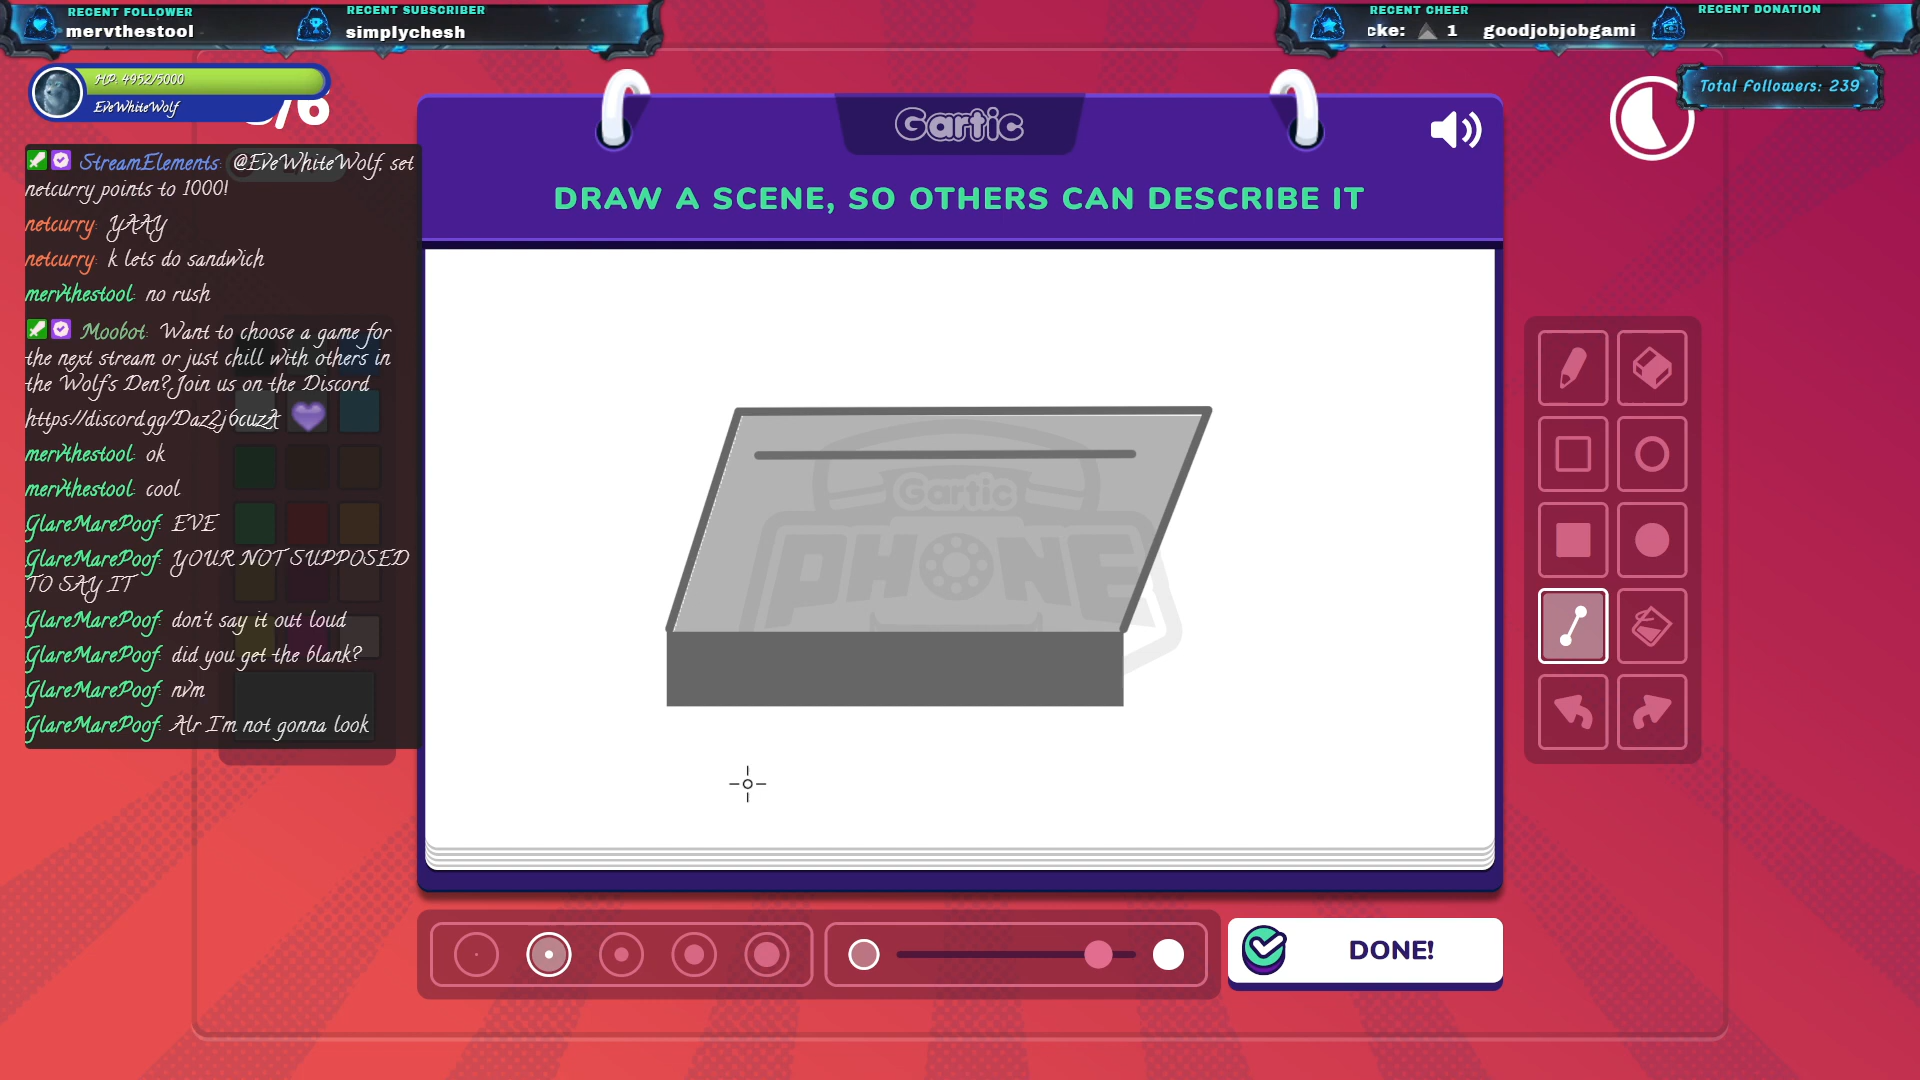 RECENT FOLLOWER
mervthestool
RECENT SUBSCRIBER
simplychesh
RECENT CHEER
cke: 1 goodjobjobgami
RECENT DONATION
Total Followers: 239
HP: 4952/5000
EveWhiteWolf
/6
Gartic
DRAW A SCENE, SO OTHERS CAN DESCRIBE IT
StreamElements: @EveWhiteWolf, set
netcurry points to 1000!
netcurry: YAAY
netcurry: k lets do sandwich
mervthestool: no rush
Moobot: Want to choose a game for
the next stream or just chill with others in
the Wolfs Den? Join us on the Discord
https://discord.gg/Daz2j6cuzA
mervthestool: ok
mervthestool: cool
GlareMarePoof: EVE
GlareMarePoof: YOUR NOT SUPPOSED
TO SAY IT
GlareMarePoof: don't say it out loud
GlareMarePoof: did you get the blank?
GlareMarePoof: nvm
GlareMarePoof: Alr I'm not gonna look
Gartic
PHONE
DONE!